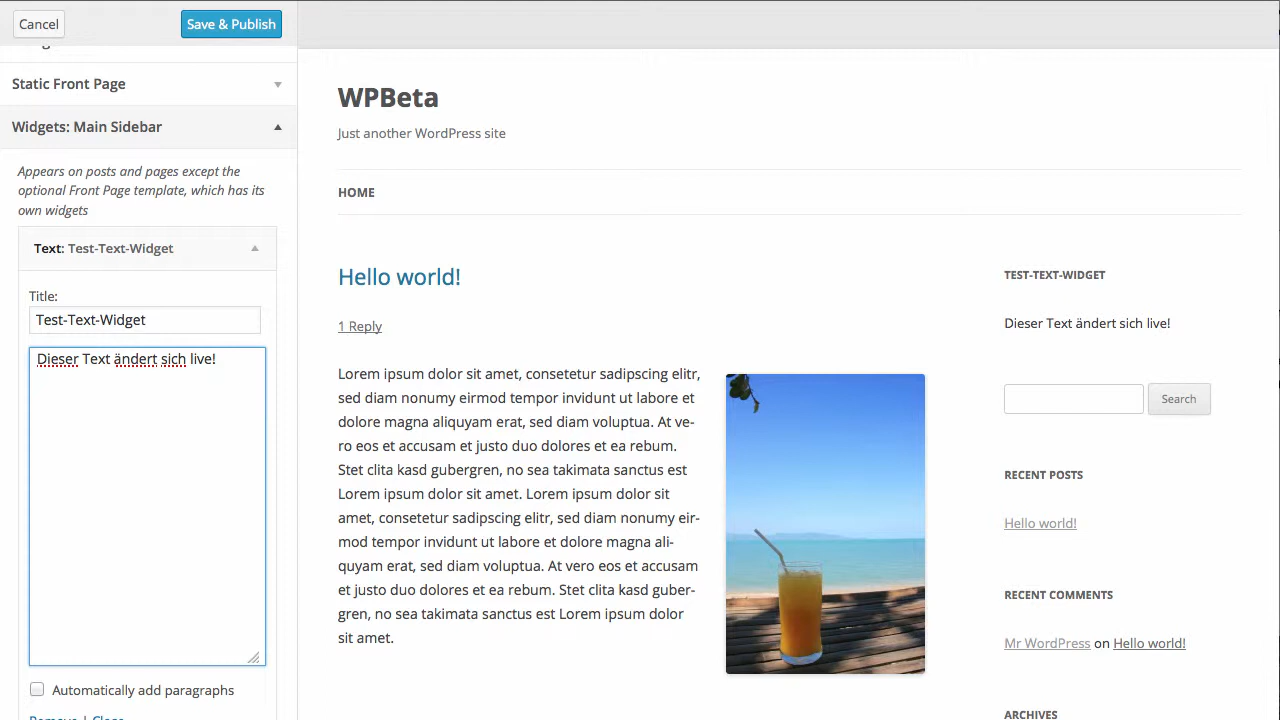 Cancel
Save & Publish
Static Front Page
Widgets: Main Sidebar
Appears on posts and pages except the
optional Front Page template, which has its
own widgets
Text: Test-Text-Widget
Title:
Test-Text-Widget
Dieser Text ändert sich live!
Automatically add paragraphs
Remove | Close
WPBeta
Just another WordPress site
HOME
Hello world!
1 Reply
Lorem ipsum dolor sit amet, consetetur sadipscing elitr,
sed diam nonumy eirmod tempor invidunt ut labore et
dolore magna aliquyam erat, sed diam voluptua. At ve-
ro eos et accusam et justo duo dolores et ea rebum.
Stet clita kasd gubergren, no sea takimata sanctus est
Lorem ipsum dolor sit amet. Lorem ipsum dolor sit
amet, consetetur sadipscing elitr, sed diam nonumy eir-
mod tempor invidunt ut labore et dolore magna ali-
quyam erat, sed diam voluptua. At vero eos et accusam
et justo duo dolores et ea rebum. Stet clita kasd guber-
gren, no sea takimata sanctus est Lorem ipsum dolor
sit amet.
TEST-TEXT-WIDGET
Dieser Text ändert sich live!
Search
RECENT POSTS
Hello world!
RECENT COMMENTS
Mr WordPress on Hello world!
ARCHIVES